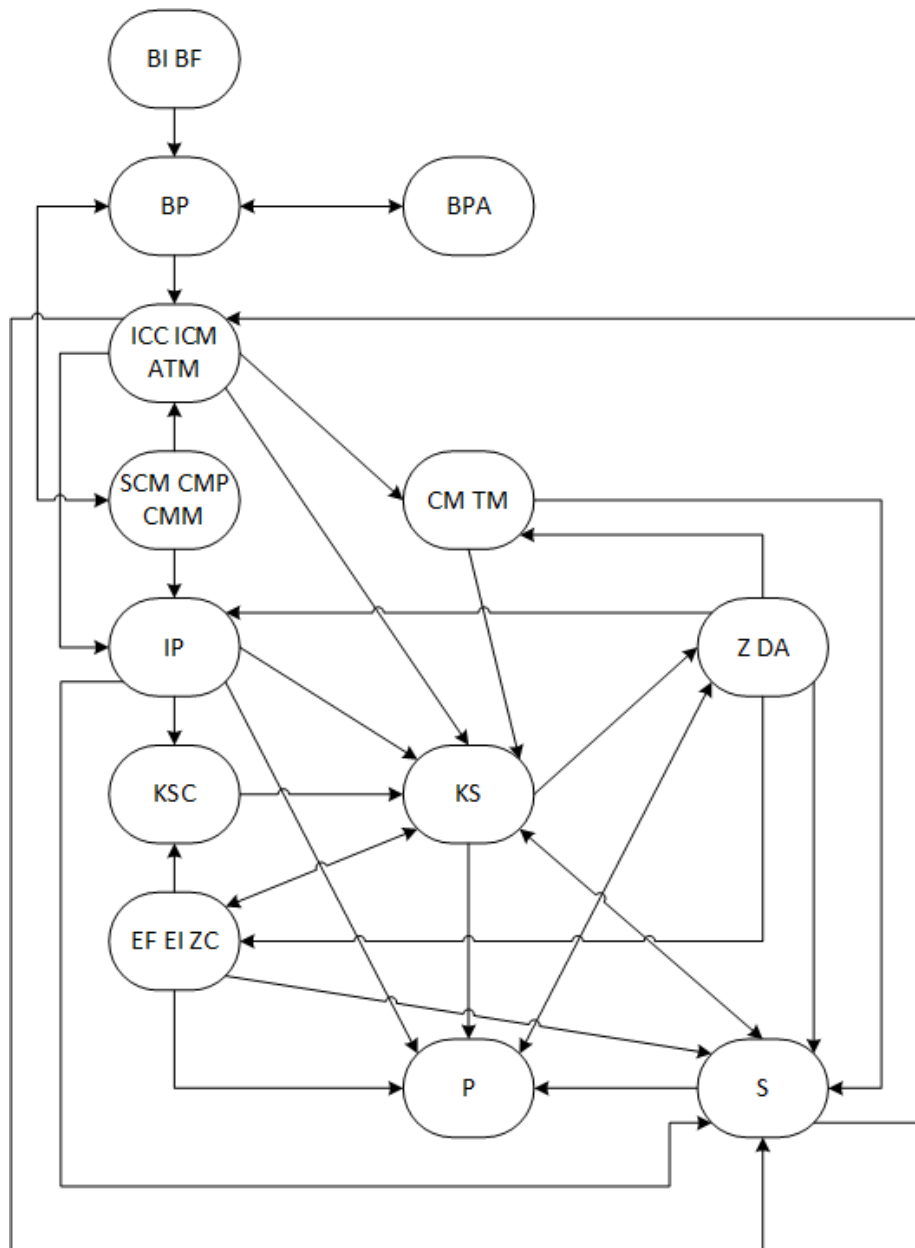 BI BF
BP
BPA
ICC ICM
ATM
SCM CMP
CMM
CM TM
IP
Z DA
KSC
KS
EF EI ZC
P
S